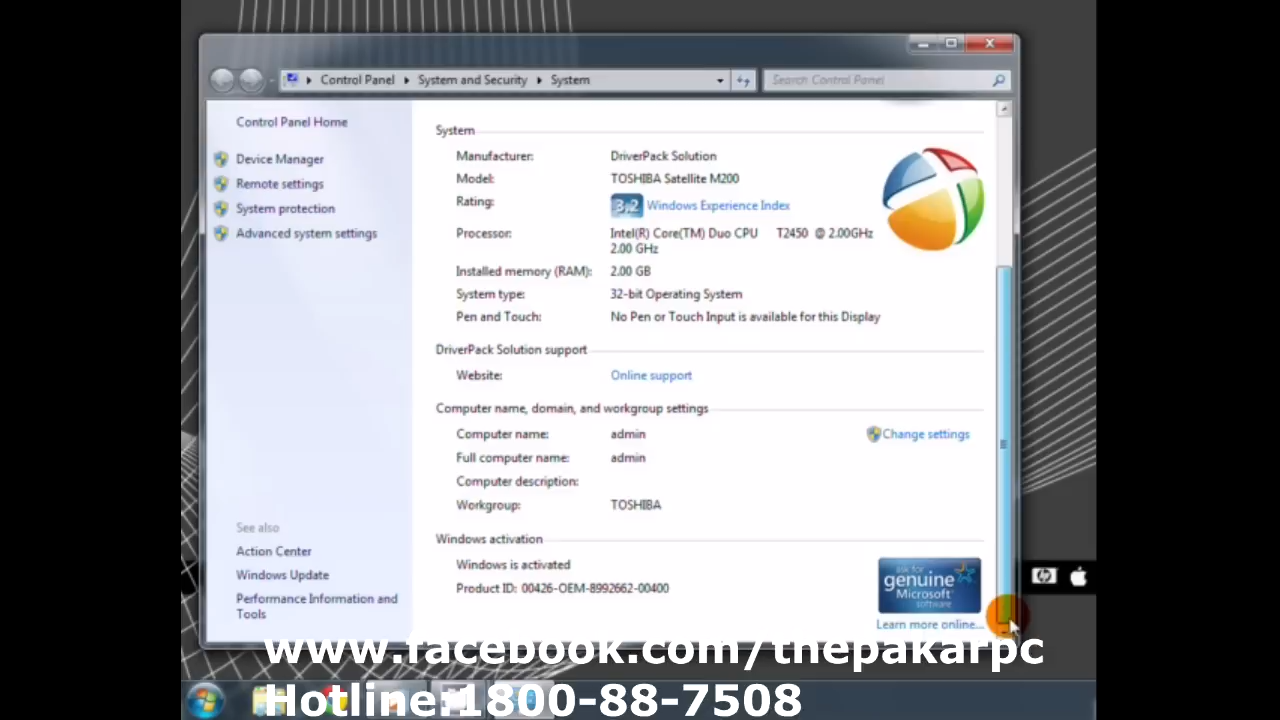 Control Panel ▸ System and Security ▸ System
Search Control Panel
Control Panel Home
Device Manager
Remote settings
System protection
Advanced system settings
See also
Action Center
Windows Update
Performance Information and
Tools
System
Manufacturer: DriverPack Solution
Model: TOSHIBA Satellite M200
Rating: 3,2 Windows Experience Index
Processor: Intel(R) Core(TM) Duo CPU T2450 @ 2.00GHz
2.00 GHz
Installed memory (RAM): 2.00 GB
System type: 32-bit Operating System
Pen and Touch: No Pen or Touch Input is available for this Display
DriverPack Solution support
Website: Online support
Computer name, domain, and workgroup settings
Computer name: admin
Change settings
Full computer name: admin
Computer description:
Workgroup: TOSHIBA
Windows activation
Windows is activated
Product ID: 00426-OEM-8992662-00400
ask for
genuine
Microsoft
software
Learn more online...
hp
www.facebook.com/thepakarpc
Hotline:1800-88-7508